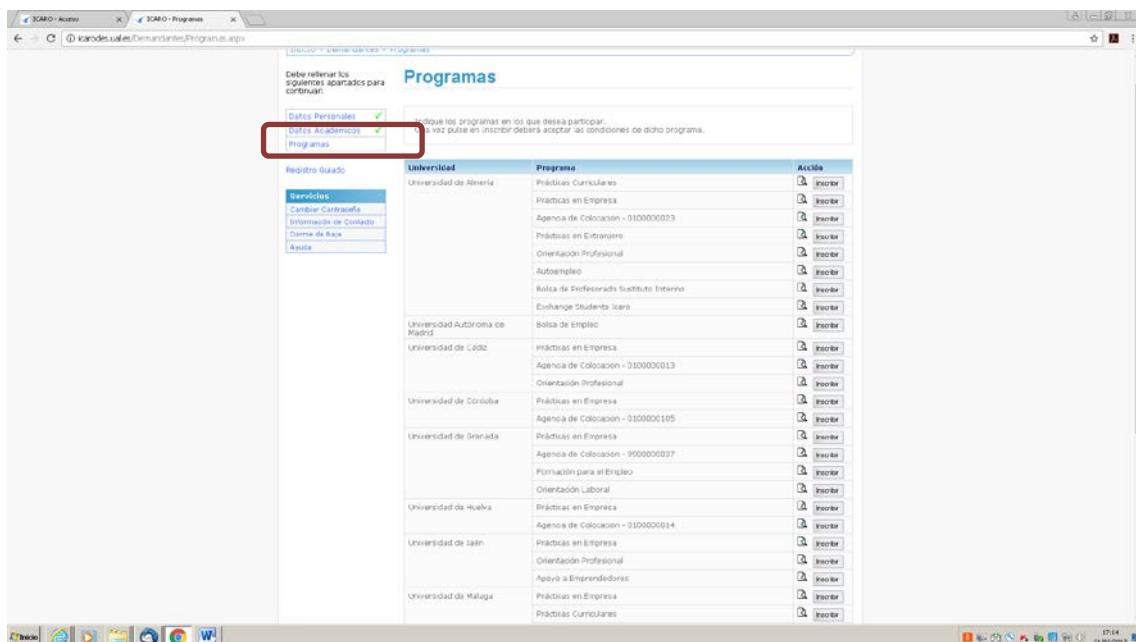 ICARO - Acceso
ICARO - Programas
icarodes.ual.es/Demandantes/Programas.aspx
Inicio > Demandantes > Programas
Debe rellenar los
siguientes apartados para
continuar:
Datos Personales
Datos Académicos
Programas
Registro Guiado
Servicios
Cambiar Contraseña
Información de Contacto
Darme de Baja
Ayuda
Programas
Indique los programas en los que desea participar.
Una vez pulse en Inscribir deberá aceptar las condiciones de dicho programa.
Universidad Programa Acción
Universidad de Almería Prácticas Curriculares Inscribir
Prácticas en Empresa Inscribir
Agencia de Colocación - 0100000023 Inscribir
Prácticas en Extranjero Inscribir
Orientación Profesional Inscribir
Autoempleo Inscribir
Bolsa de Profesorado Sustituto Interno Inscribir
Exchange Students Icaro Inscribir
Universidad Autónoma de Madrid Bolsa de Empleo Inscribir
Universidad de Cádiz Prácticas en Empresa Inscribir
Agencia de Colocación - 0100000013 Inscribir
Orientación Profesional Inscribir
Universidad de Córdoba Prácticas en Empresa Inscribir
Agencia de Colocación - 0100000105 Inscribir
Universidad de Granada Prácticas en Empresa Inscribir
Agencia de Colocación - 9900000037 Inscribir
Formación para el Empleo Inscribir
Orientación Laboral Inscribir
Universidad de Huelva Prácticas en Empresa Inscribir
Agencia de Colocación - 0100000014 Inscribir
Universidad de Jaén Prácticas en Empresa Inscribir
Orientación Profesional Inscribir
Apoyo a Emprendedores Inscribir
Universidad de Málaga Prácticas en Empresa Inscribir
Prácticas Curriculares Inscribir
Inicio
17:14